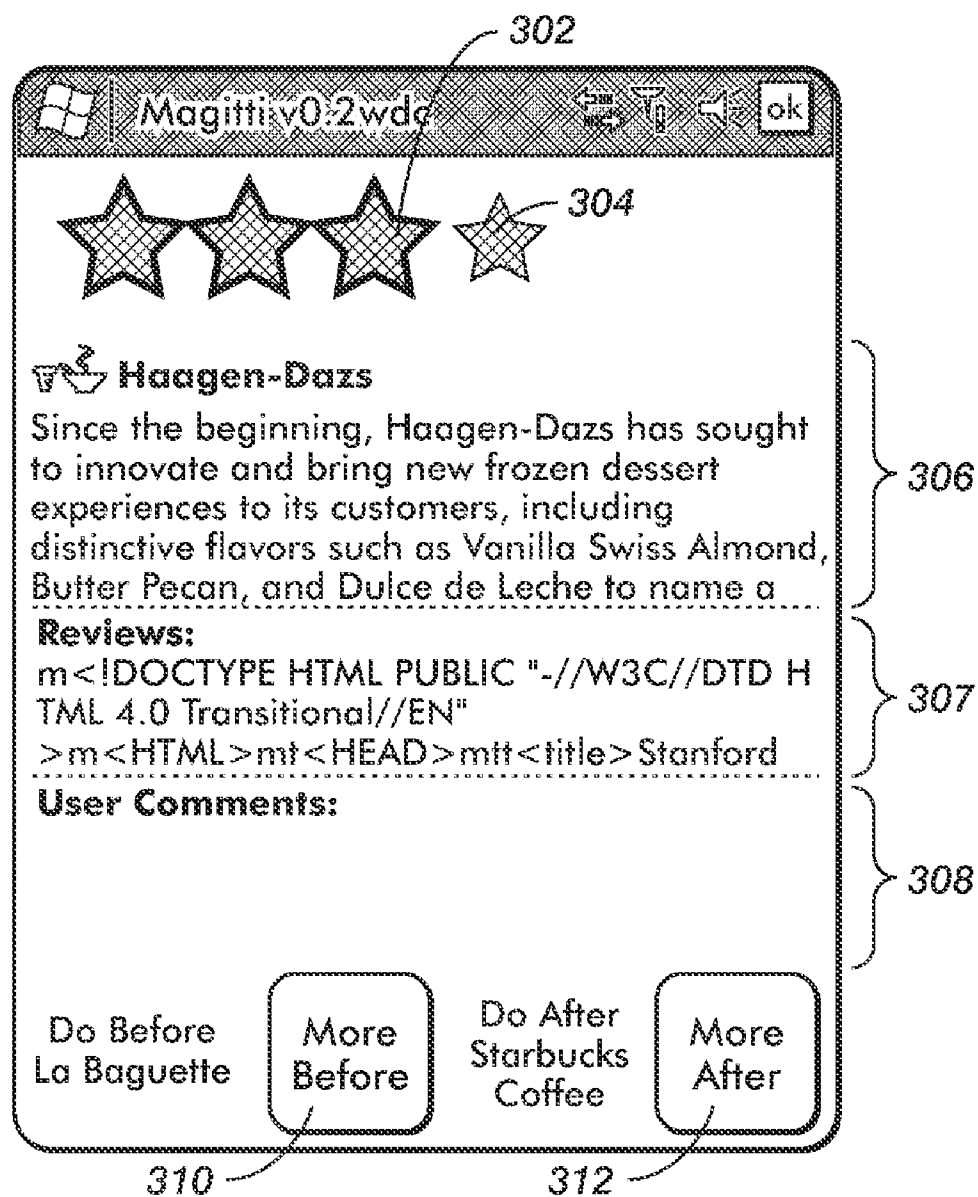 302
Magitti v0.2wdc
ok
304
Haagen-Dazs
Since the beginning, Haagen-Dazs has sought
to innovate and bring new frozen dessert
experiences to its customers, including
distinctive flavors such as Vanilla Swiss Almond,
Butter Pecan, and Dulce de Leche to name a
306
Reviews:
m<!DOCTYPE HTML PUBLIC "-//W3C//DTD H
TML 4.0 Transitional//EN"
>m<HTML>mt<HEAD>mtt<title>Stanford
307
User Comments:
308
Do Before
La Baguette
More
Before
Do After
Starbucks
Coffee
More
After
310
312